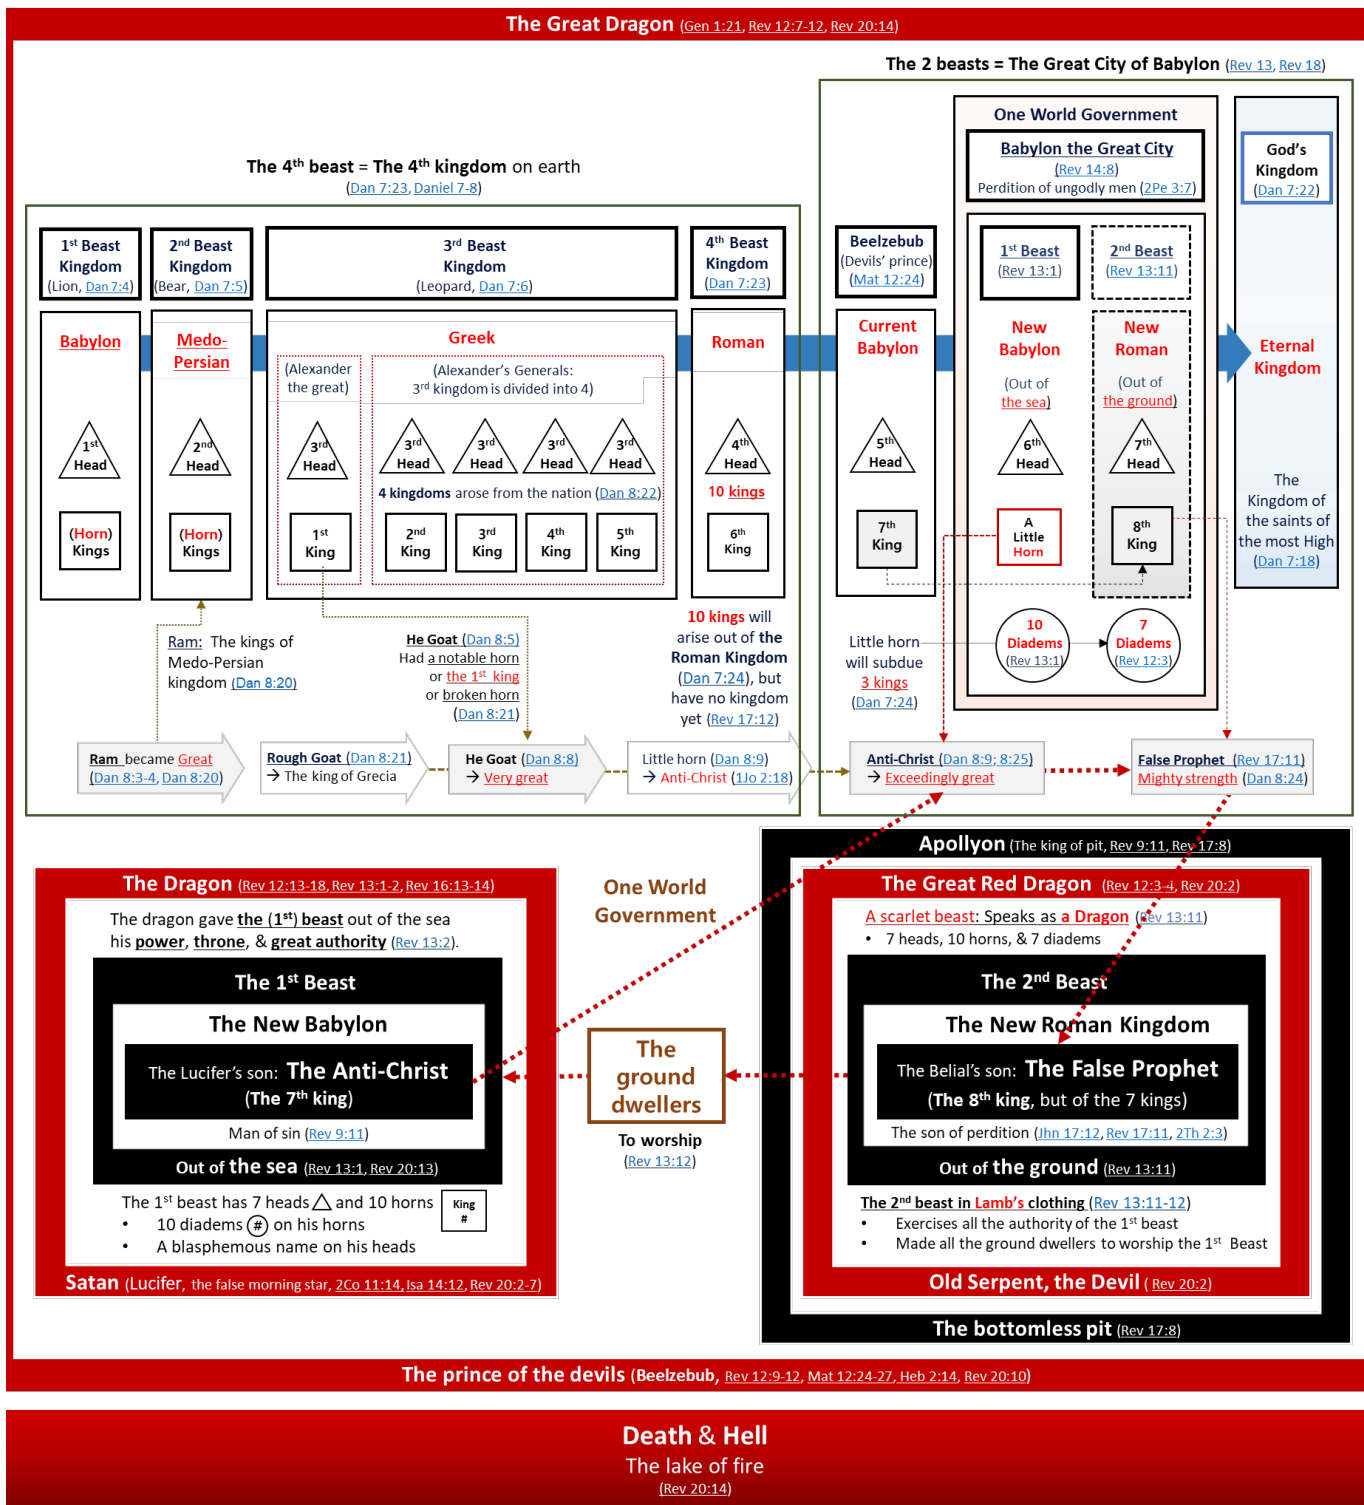 The Great Dragon (Gen 1:21, Rev 12:7-12, Rev 20:14)
The 2 beasts = The Great City of Babylon (Rev 13, Rev 18)
The 4th beast = The 4th kingdom on earth
(Dan 7:23, Daniel 7-8)
1st Beast
Kingdom
(Lion, Dan 7:4)
2nd Beast
Kingdom
(Bear, Dan 7:5)
3rd Beast
Kingdom
(Leopard, Dan 7:6)
4th Beast
Kingdom
(Dan 7:23)
Babylon
Medo-
Persian
Greek
Roman
(Alexander
the great)
(Alexander's Generals:
3rd kingdom is divided into 4)
1st
Head
2nd
Head
3rd
Head
3rd
Head
3rd
Head
3rd
Head
3rd
Head
4th
Head
4 kingdoms arose from the nation (Dan 8:22)
10 kings
(Horn)
Kings
(Horn)
Kings
1st
King
2nd
King
3rd
King
4th
King
5th
King
6th
King
Ram: The kings of
Medo-Persian
kingdom (Dan 8:20)
He Goat (Dan 8:5)
Had a notable horn
or the 1st king
or broken horn
(Dan 8:21)
10 kings will
arise out of the
Roman Kingdom
(Dan 7:24), but
have no kingdom
yet (Rev 17:12)
Ram became Great
(Dan 8:3-4, Dan 8:20)
Rough Goat (Dan 8:21)
→ The king of Grecia
He Goat (Dan 8:8)
→ Very great
Little horn (Dan 8:9)
→ Anti-Christ (1Jo 2:18)
One World Government
Babylon the Great City
(Rev 14:8)
Perdition of ungodly men (2Pe 3:7)
God's
Kingdom
(Dan 7:22)
Beelzebub
(Devils' prince)
(Mat 12:24)
1st Beast
(Rev 13:1)
2nd Beast
(Rev 13:11)
Current
Babylon
New
Babylon
New
Roman
Eternal
Kingdom
(Out of
the sea)
(Out of
the ground)
5th
Head
6th
Head
7th
Head
7th
King
A
Little
Horn
8th
King
The
Kingdom of
the saints of
the most High
(Dan 7:18)
Little horn
will subdue
3 kings
(Dan 7:24)
10
Diadems
(Rev 13:1)
7
Diadems
(Rev 12:3)
Anti-Christ (Dan 8:9; 8:25)
→ Exceedingly great
False Prophet (Rev 17:11)
Mighty strength (Dan 8:24)
The Dragon (Rev 12:13-18, Rev 13:1-2, Rev 16:13-14)
The dragon gave the (1st) beast out of the sea
his power, throne, & great authority (Rev 13:2).
The 1st Beast
The New Babylon
The Lucifer's son: The Anti-Christ
(The 7th king)
Man of sin (Rev 9:11)
Out of the sea (Rev 13:1, Rev 20:13)
The 1st beast has 7 heads △ and 10 horns
King
#
• 10 diadems (#) on his horns
• A blasphemous name on his heads
Satan (Lucifer, the false morning star, 2Co 11:14, Isa 14:12, Rev 20:2-7)
One World
Government
The
ground
dwellers
To worship
(Rev 13:12)
Apollyon (The king of pit, Rev 9:11, Rev 17:8)
The Great Red Dragon (Rev 12:3-4, Rev 20:2)
A scarlet beast: Speaks as a Dragon (Rev 13:11)
• 7 heads, 10 horns, & 7 diadems
The 2nd Beast
The New Roman Kingdom
The Belial's son: The False Prophet
(The 8th king, but of the 7 kings)
The son of perdition (Jhn 17:12, Rev 17:11, 2Th 2:3)
Out of the ground (Rev 13:11)
The 2nd beast in Lamb's clothing (Rev 13:11-12)
• Exercises all the authority of the 1st beast
• Made all the ground dwellers to worship the 1st Beast
Old Serpent, the Devil ( Rev 20:2)
The bottomless pit (Rev 17:8)
The prince of the devils (Beelzebub, Rev 12:9-12, Mat 12:24-27, Heb 2:14, Rev 20:10)
Death & Hell
The lake of fire
(Rev 20:14)